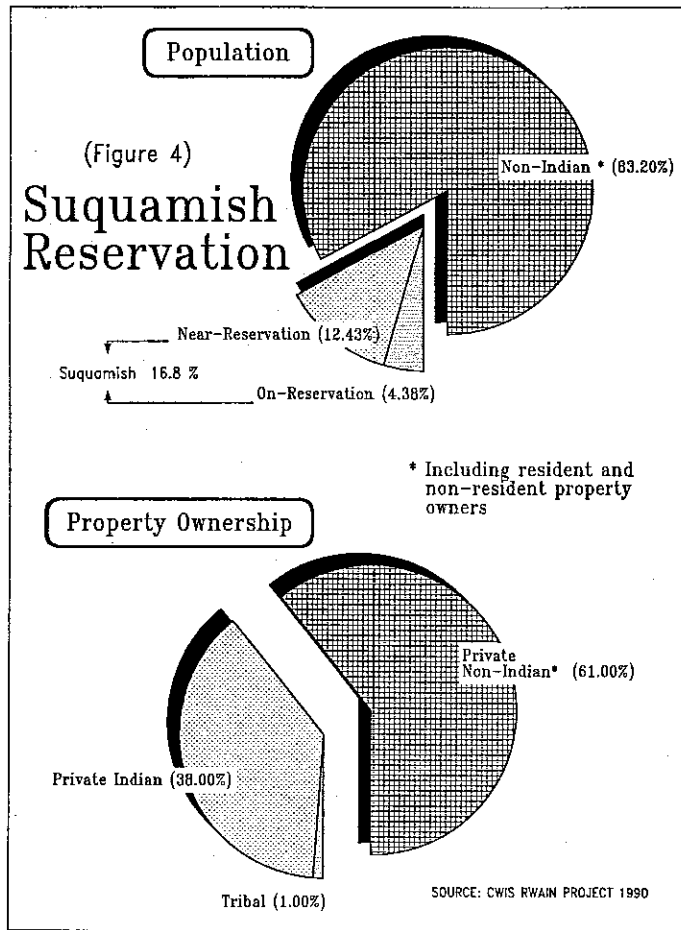 Population
(Figure 4)
Suquamish
Reservation
Non-Indian * (83.20%)
Near-Reservation (12.43%)
Suquamish 16.8 %
On-Reservation (4.38%)
* Including resident and
non-resident property
owners
Property Ownership
Private
Non-Indian* (61.00%)
Private Indian (38.00%)
Tribal (1.00%)
SOURCE: CWIS RWAIN PROJECT 1990